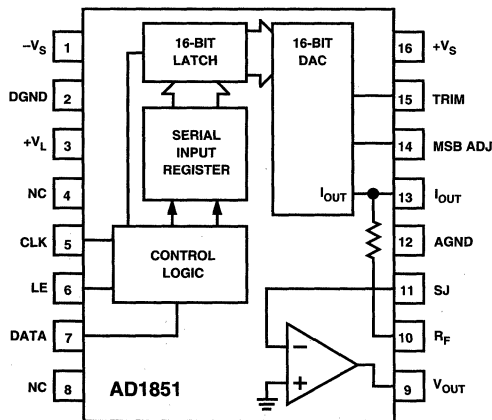 –VS 1
DGND 2
+VL 3
NC 4
CLK 5
LE 6
DATA 7
NC 8
16-BIT
LATCH
SERIAL
INPUT
REGISTER
CONTROL
LOGIC
16-BIT
DAC
IOUT
16 +VS
15 TRIM
14 MSB ADJ
13 IOUT
12 AGND
11 SJ
10 RF
9 VOUT
–
+
AD1851